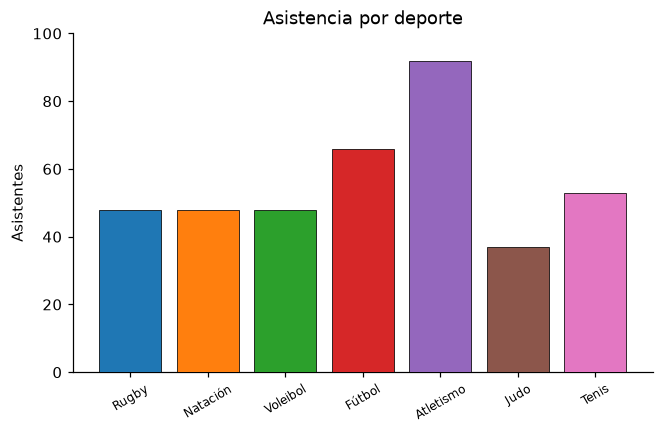 Asistencia por deporte
Asistentes
100
80
60
40
20
0
Rugby
Natación
Voleibol
Fútbol
Atletismo
Judo
Tenis